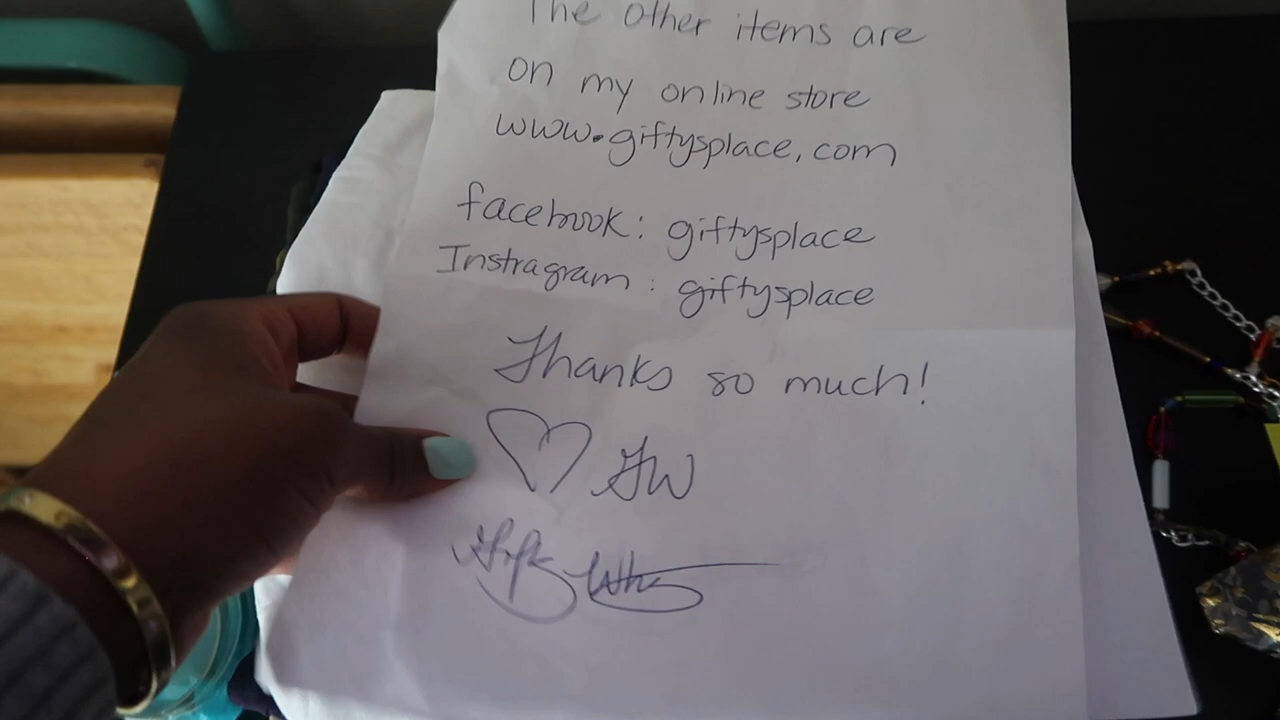 The other items are
on my online store
www.giftysplace.com
facebook: giftysplace
Instragram: giftysplace
Thanks so much!
GW